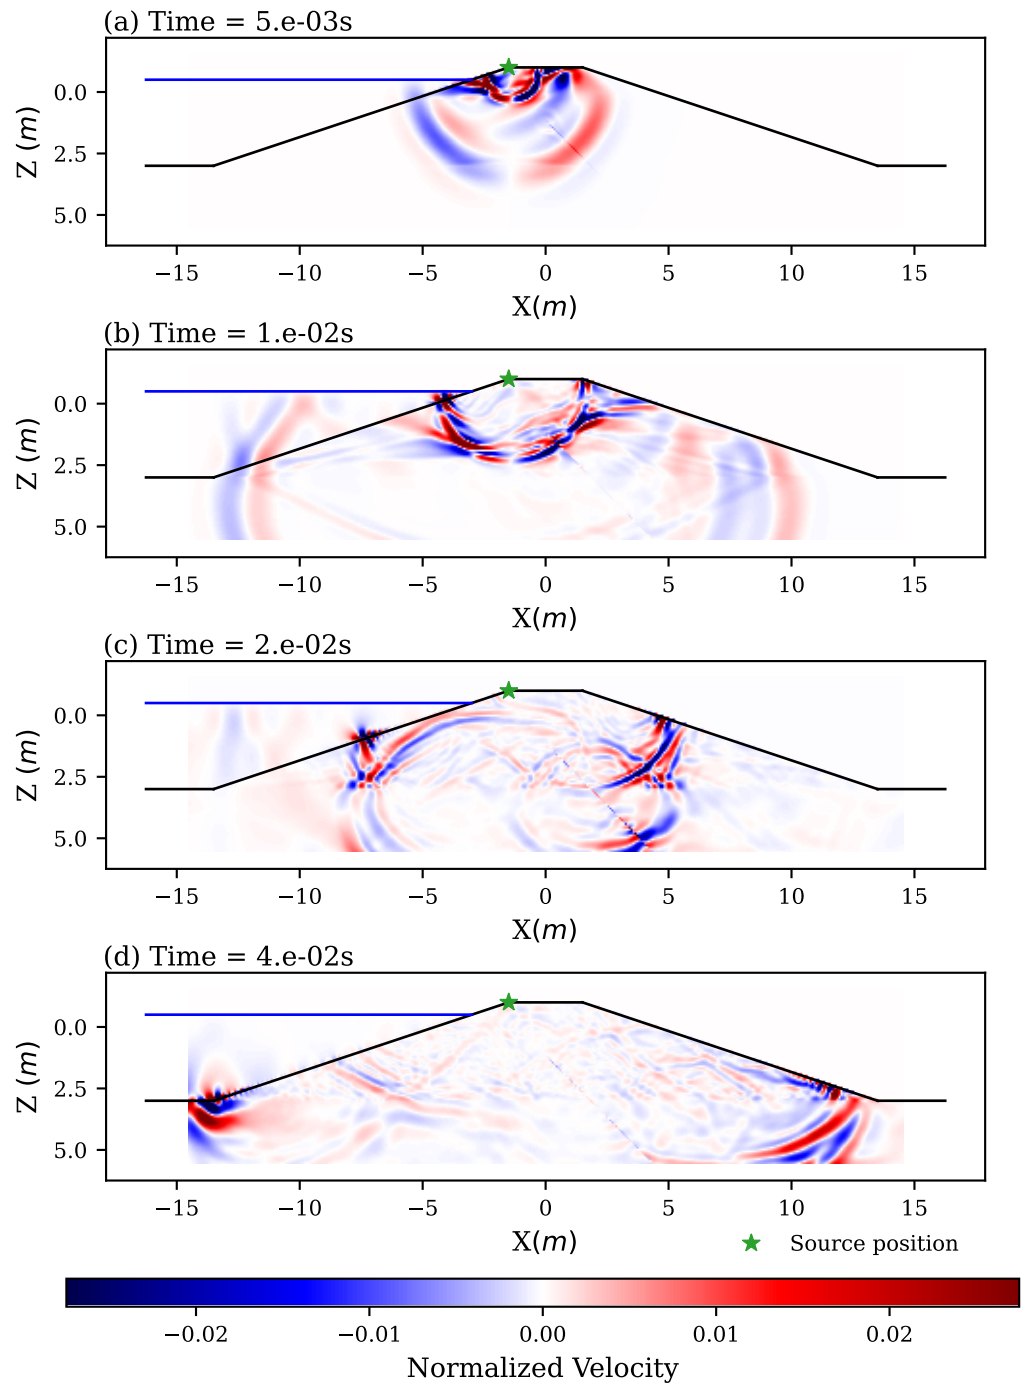 (a) Time = 5.e-03s
0.0
2.5
5.0
Z (m)
−15 −10 −5 0 5 10 15
X(m)
(b) Time = 1.e-02s
0.0
2.5
5.0
Z (m)
−15 −10 −5 0 5 10 15
X(m)
(c) Time = 2.e-02s
0.0
2.5
5.0
Z (m)
−15 −10 −5 0 5 10 15
X(m)
(d) Time = 4.e-02s
0.0
2.5
5.0
Z (m)
−15 −10 −5 0 5 10 15
X(m)
Source position
−0.02 −0.01 0.00 0.01 0.02
Normalized Velocity